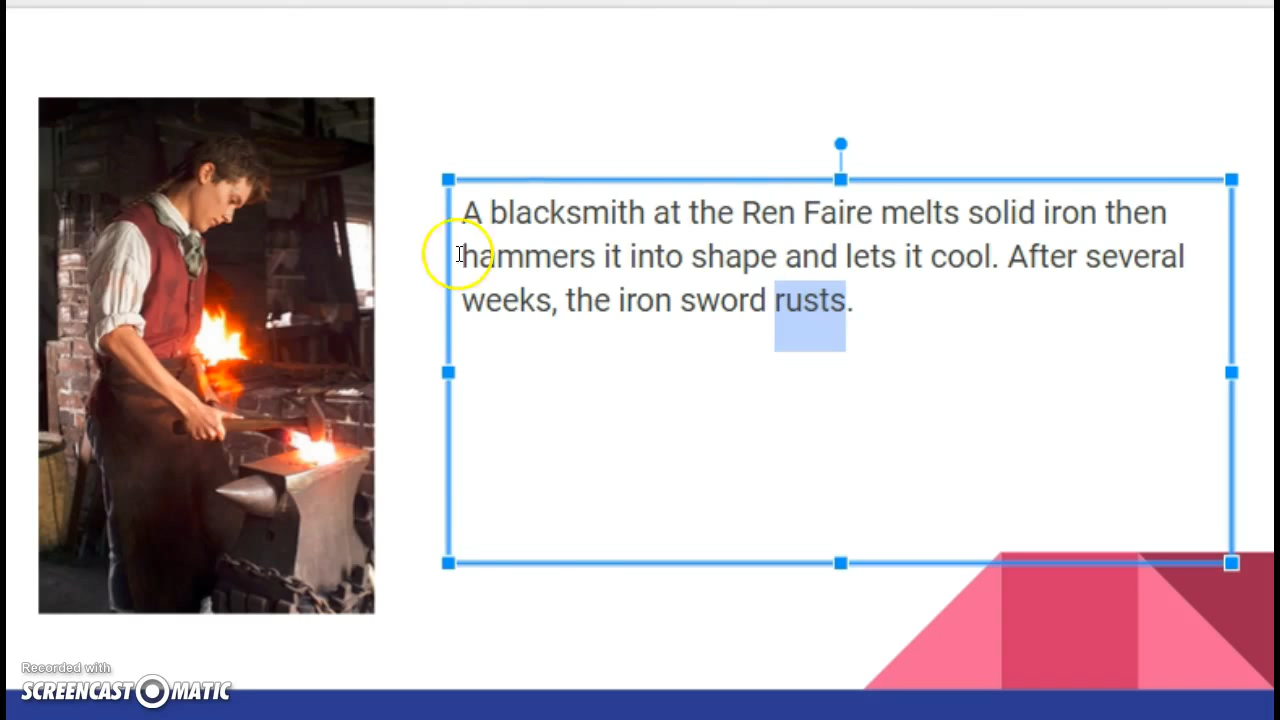 A blacksmith at the Ren Faire melts solid iron then
hammers it into shape and lets it cool. After several
weeks, the iron sword rusts.
Recorded with
SCREENCAST-O-MATIC